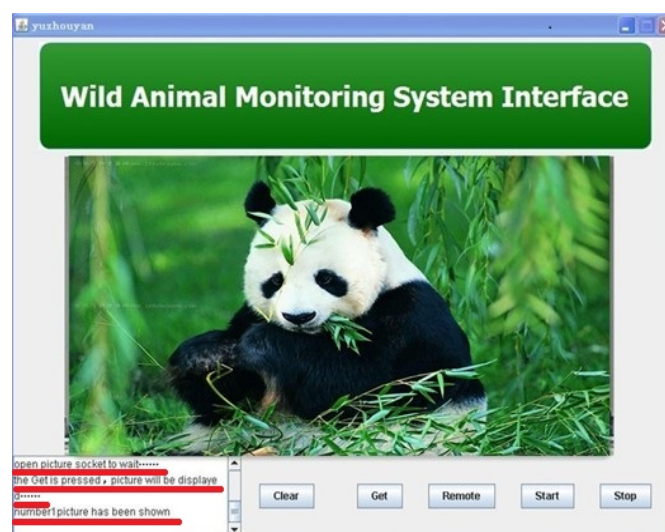 yuzhouyan
Wild Animal Monitoring System Interface
open picture socket to wait······
the Get is pressed，picture will be displaye
d······
number1picture has been shown
Clear Get Remote Start Stop